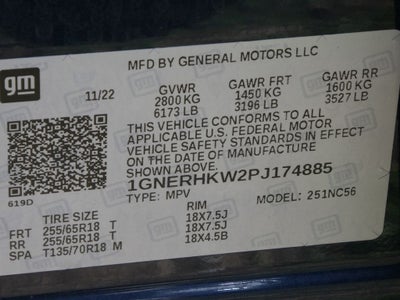 MFD BY GENERAL MOTORS LLC
gm
11/22 GVWR GAWR FRT GAWR RR
2800 KG 1450 KG 1600 KG
6173 LB 3196 LB 3527 LB
THIS VEHICLE CONFORMS TO ALL
APPLICABLE U.S. FEDERAL MOTOR
VEHICLE SAFETY STANDARDS IN EFFECT
ON THE DATE OF MANUFACTURE
SHOWN ABOVE.
619D 1GNERHKW2PJ174885
TYPE: MPV MODEL: 251NC56
TIRE SIZE RIM
FRT 255/65R18 T 18X7.5J
RR 255/65R18 T 18X7.5J
SPA T135/70R18 M 18X4.5B